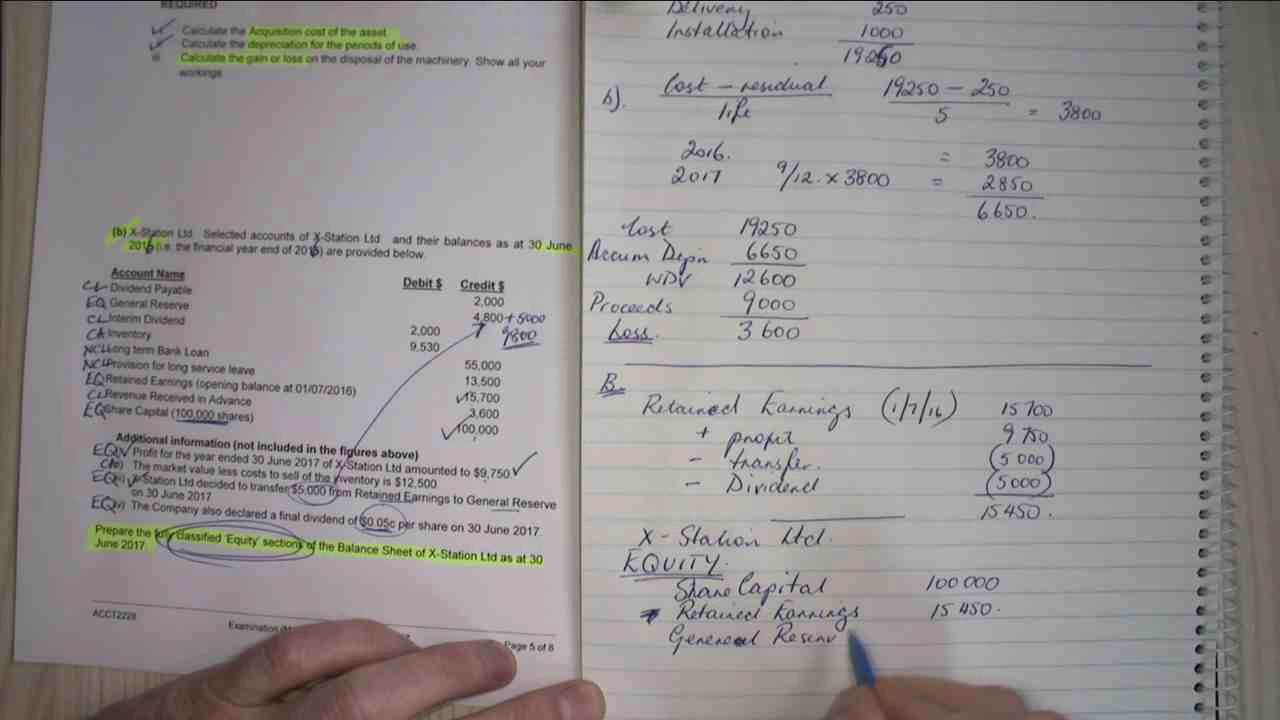 REQUIRED
Calculate the Acquisition cost of the asset.
Calculate the depreciation for the periods of use.
Calculate the gain or loss on the disposal of the machinery. Show all your
workings
(b) X-Station Ltd. Selected accounts of X-Station Ltd and their balances as at 30 June
2016 (i.e. the financial year end of 2016) are provided below.
Account Name Debit $ Credit $
CL Dividend Payable 2,000
EQ General Reserve 4,800 + 5000
CL Interim Dividend 2,000 9800
CA Inventory 9,530
NCL Long term Bank Loan 55,000
NCL Provision for long service leave 13,500
EQ Retained Earnings (opening balance at 01/07/2016) 15,700
CL Revenue Received in Advance 3,600
EQ Share Capital (100,000 shares) 100,000
Additional information (not included in the figures above)
EQ Profit for the year ended 30 June 2017 of X-Station Ltd amounted to $9,750
The market value less costs to sell of the inventory is $12,500
EQ X-Station Ltd decided to transfer $5,000 from Retained Earnings to General Reserve
on 30 June 2017
EQ The Company also declared a final dividend of $0.05c per share on 30 June 2017
Prepare the fully classified 'Equity' sections of the Balance Sheet of X-Station Ltd as at 30
June 2017.
ACCT2228
Page 5 of 8
Delivery 250
Installation 1000
19250
b). Cost - residual 19250 - 250
life 5 = 3800
2016. = 3800
2017 9/12. x 3800 = 2850
6650.
Cost 19250
Accum Depn 6650
WDV 12600
Proceeds 9000
Loss. 3600
B.
Retained Earnings (1/7/16) 15700
+ profit 9750
- transfer. (5000)
- Dividend (5000)
15450.
X-Station Ltd.
EQUITY.
Share Capital 100000
Retained Earnings 15450.
General Reserv